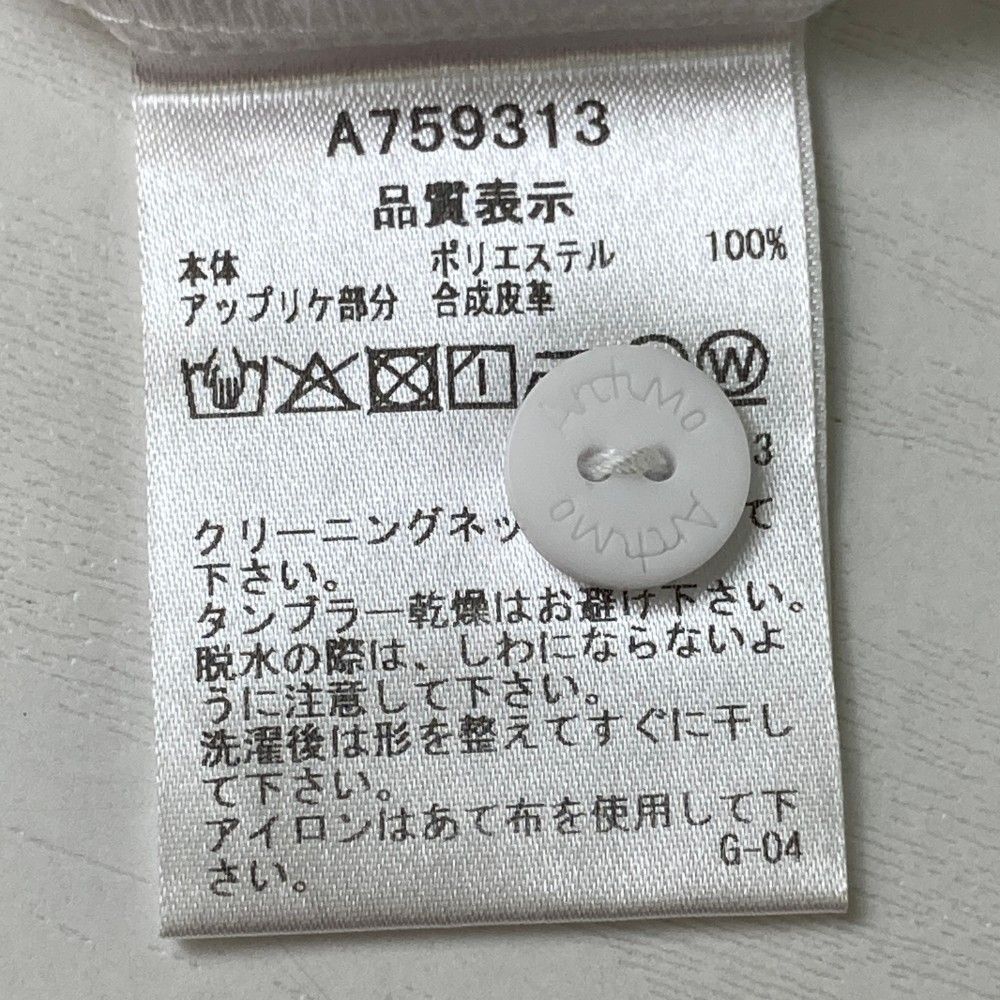 A759313
品質表示
本体 ポリエステル 100%
アップリケ部分 合成皮革
W
3
クリーニングネッ て
下さい。
タンブラー乾燥はお避け下さい。
脱水の際は、しわにならないよ
うに注意して下さい。
洗濯後は形を整えてすぐに干し
て下さい。
アイロンはあて布を使用して下
さい。
G-04